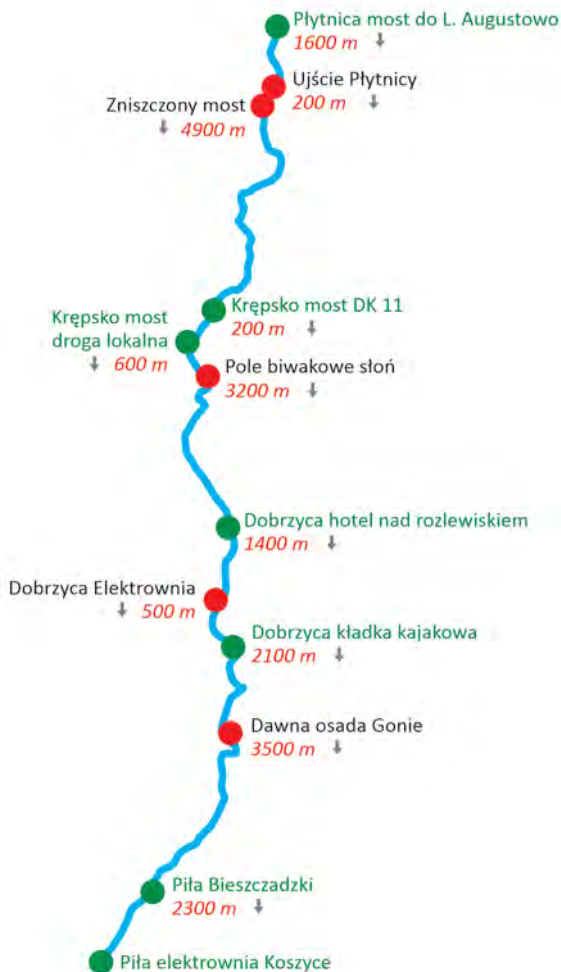 Płytnica most do L. Augustowo
1600 m
Ujście Płytnicy
200 m
Zniszczony most
4900 m
Krępsko most DK 11
200 m
Krępsko most
droga lokalna
600 m
Pole biwakowe słoń
3200 m
Dobrzyca hotel nad rozlewiskiem
1400 m
Dobrzyca Elektrownia
500 m
Dobrzyca kładka kajakowa
2100 m
Dawna osada Gonie
3500 m
Piła Bieszczadzki
2300 m
Piła elektrownia Koszyce